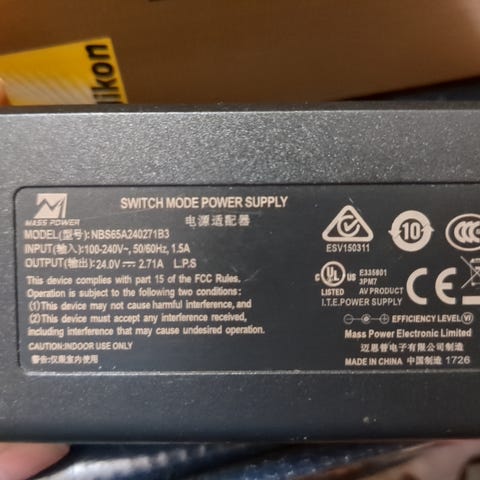 ikon
MASS POWER
SWITCH MODE POWER SUPPLY
电源适配器
MODEL(型号): NBS65A240271B3
INPUT(输入):100-240V~, 50/60Hz, 1.5A
OUTPUT(输出): 24.0V⎓2.71A L.P.S
This device complies with part 15 of the FCC Rules.
Operation is subject to the following two conditions:
(1)This device may not cause harmful interference, and
(2)This device must accept any interference received,
including interference that may cause undesired operation.
CAUTION:INDOOR USE ONLY
警告:仅限室内使用
ESV150311
10
CCC
c UL us
LISTED
E335801
3PM7
AV PRODUCT
I.T.E.POWER SUPPLY
CE
EFFICIENCY LEVEL VI
Mass Power Electronic Limited
迈思普电子有限公司
MADE IN CHINA 中国制造 1726